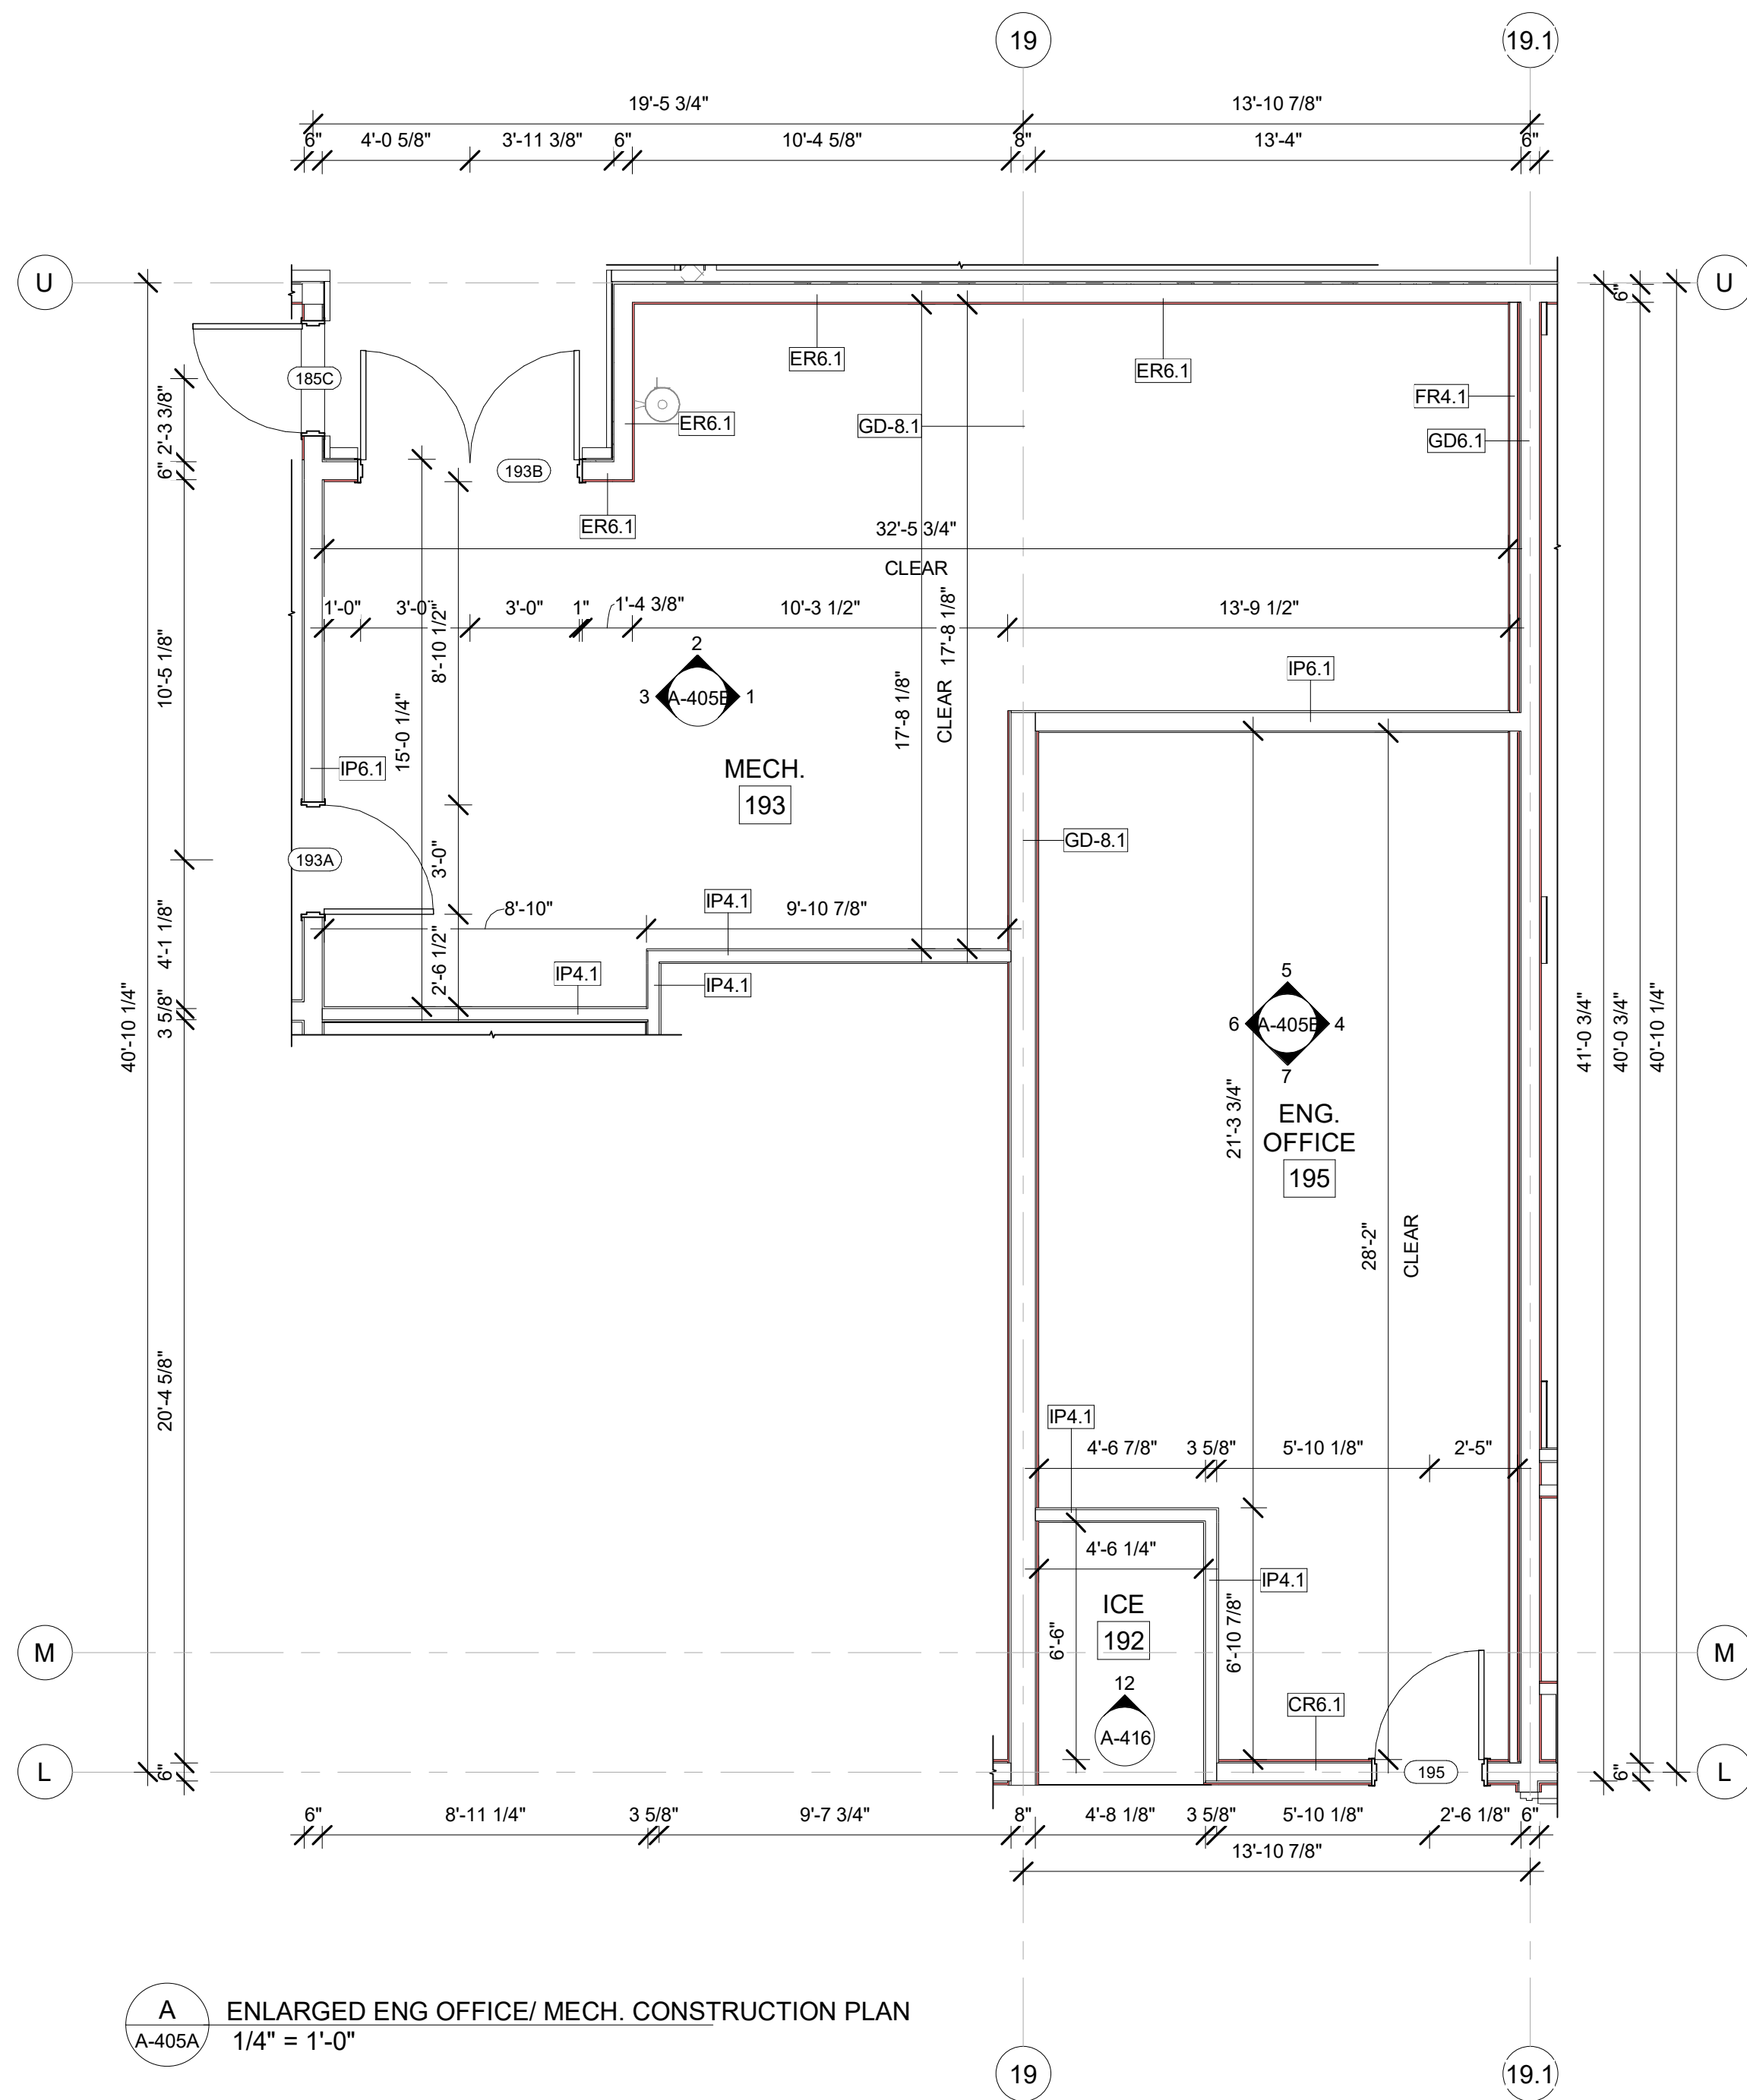 19
19.1
19'-5 3/4"
13'-10 7/8"
6"
4'-0 5/8"
3'-11 3/8"
6"
10'-4 5/8"
8"
13'-4"
6"
U
U
6"
185C
ER6.1
ER6.1
FR4.1
ER6.1
GD-8.1
GD6.1
2'-3 3/8"
6"
193B
ER6.1
32'-5 3/4"
CLEAR
1'-0"
3'-0"
3'-0"
1"
1'-4 3/8"
10'-3 1/2"
13'-9 1/2"
8'-10 1/2"
17'-8 1/8"
CLEAR
17'-8 1/8"
10'-5 1/8"
15'-0 1/4"
2
3
A-405B
1
IP6.1
IP6.1
MECH.
193
GD-8.1
193A
3'-0"
8'-10"
IP4.1
9'-10 7/8"
4'-1 1/8"
2'-6 1/2"
IP4.1
IP4.1
3 5/8"
40'-10 1/4"
5
6
A-405B
4
7
41'-0 3/4"
40'-0 3/4"
40'-10 1/4"
ENG.
OFFICE
195
21'-3 3/4"
28'-2"
CLEAR
20'-4 5/8"
IP4.1
4'-6 7/8"
3 5/8"
5'-10 1/8"
2'-5"
4'-6 1/4"
IP4.1
ICE
192
6'-6"
6'-10 7/8"
M
M
12
A-416
CR6.1
195
L
L
6"
6"
6"
8'-11 1/4"
3 5/8"
9'-7 3/4"
8"
4'-8 1/8"
3 5/8"
5'-10 1/8"
2'-6 1/8"
6"
13'-10 7/8"
A
A-405A
ENLARGED ENG OFFICE/ MECH. CONSTRUCTION PLAN
1/4" = 1'-0"
19
19.1